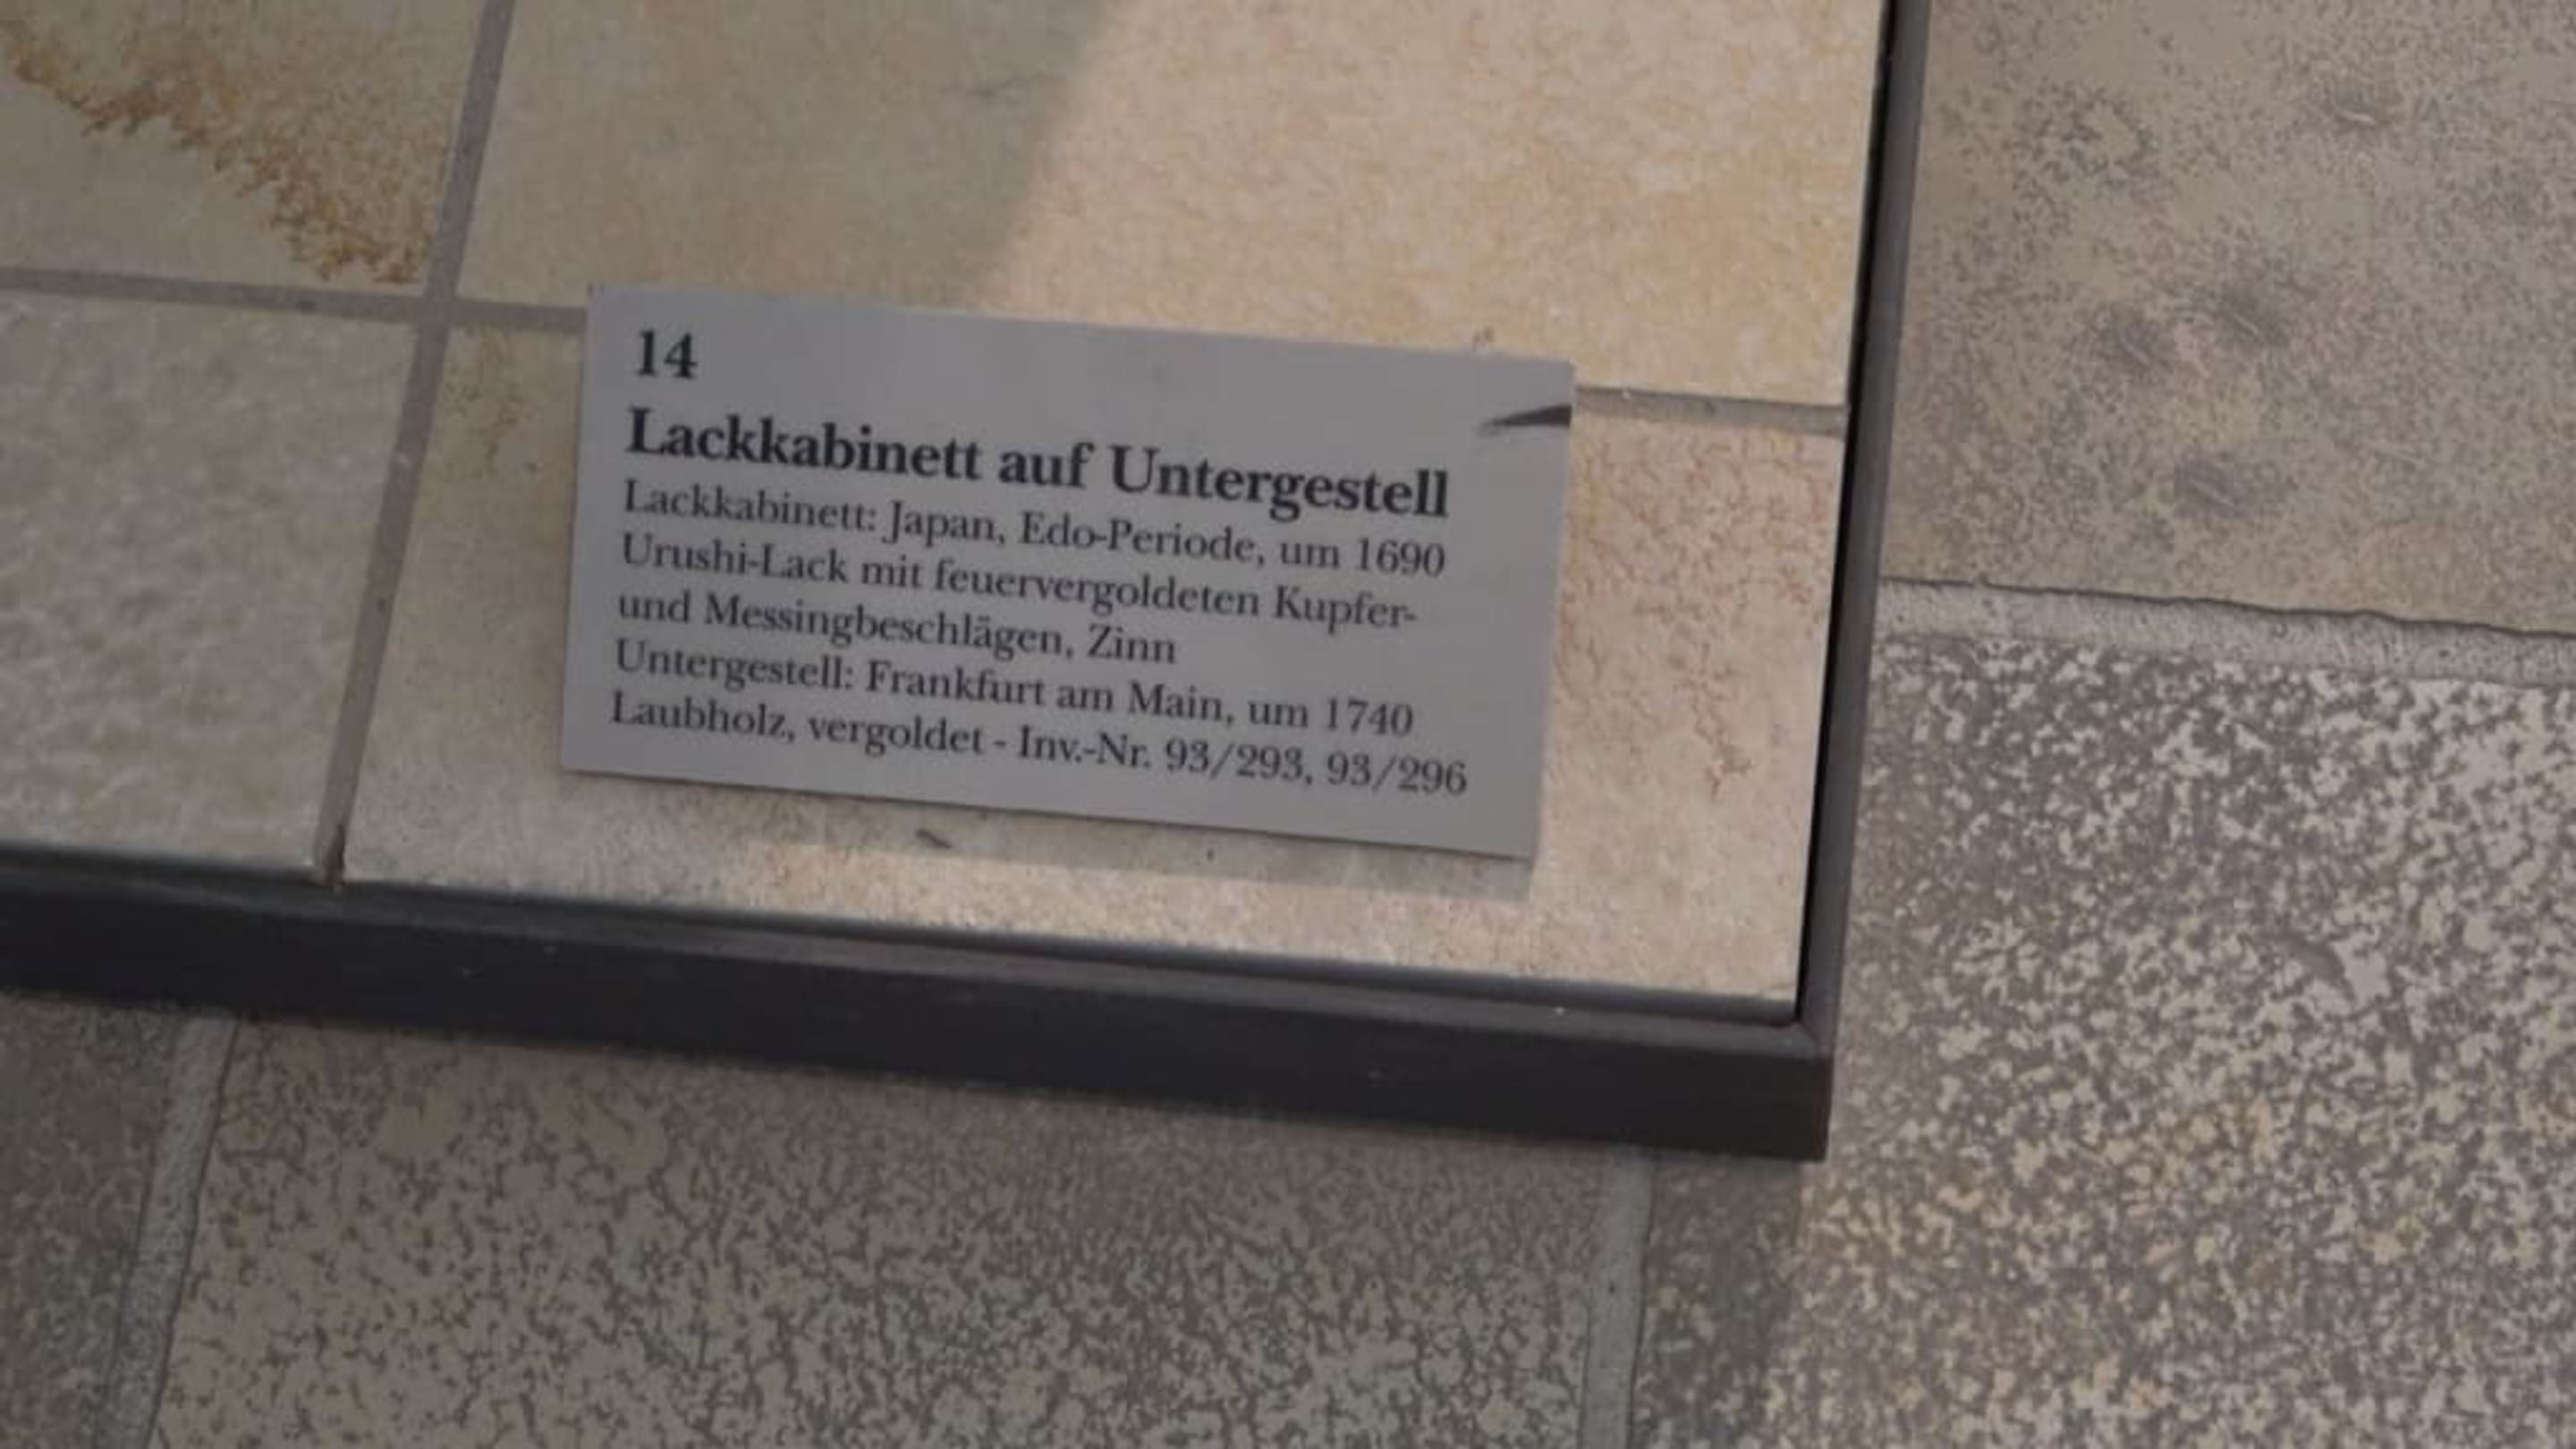 14
Lackkabinett auf Untergestell
Lackkabinett: Japan, Edo-Periode, um 1690
Urushi-Lack mit feuervergoldeten Kupfer-
und Messingbeschlägen, Zinn
Untergestell: Frankfurt am Main, um 1740
Laubholz, vergoldet - Inv.-Nr. 93/293, 93/296